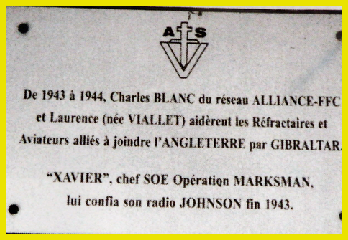 A S
De 1943 à 1944, Charles BLANC du réseau ALLIANCE-FFC
et Laurence (née VIALLET) aidèrent les Réfractaires et
Aviateurs alliés à joindre l'ANGLETERRE par GIBRALTAR.
"XAVIER", chef SOE Opération MARKSMAN,
lui confia son radio JOHNSON fin 1943.